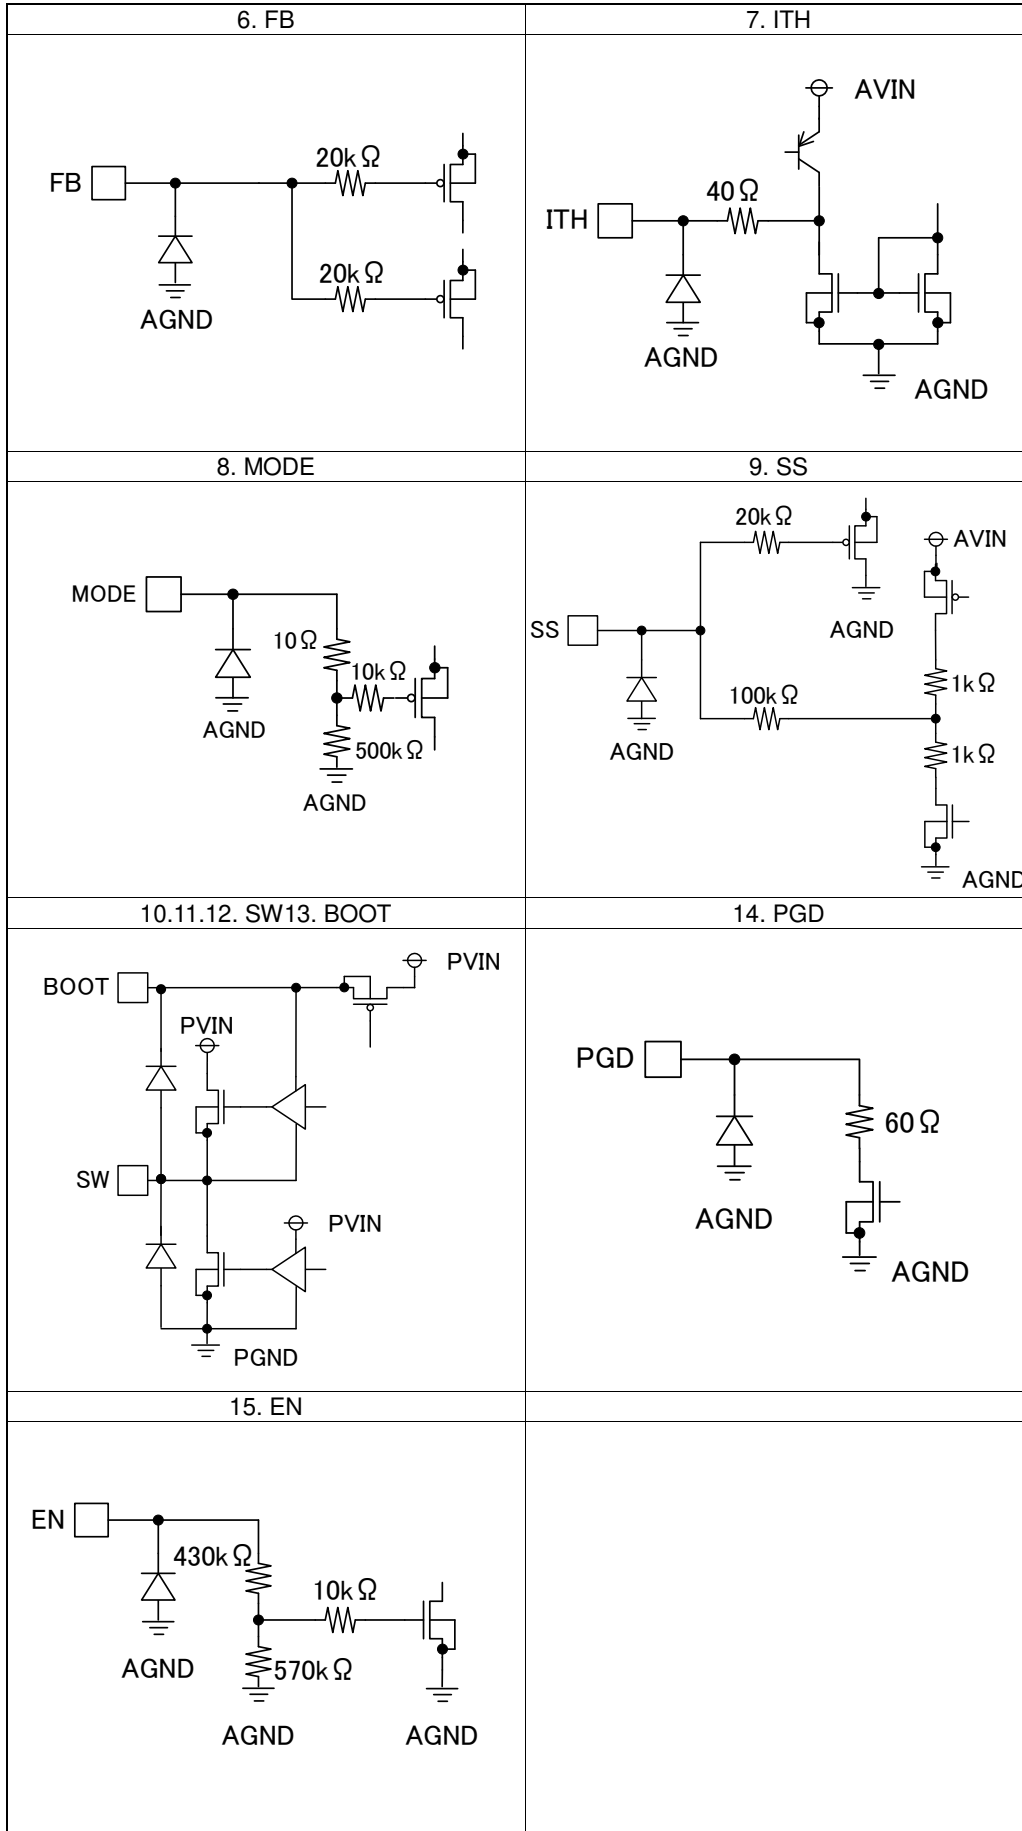 6. FB
7. ITH
FB
20kΩ
20kΩ
AGND
AVIN
ITH
40Ω
AGND
AGND
8. MODE
9. SS
MODE
10Ω
10kΩ
500kΩ
AGND
AGND
SS
20kΩ
AVIN
AGND
100kΩ
1kΩ
1kΩ
AGND
AGND
10.11.12. SW13. BOOT
14. PGD
BOOT
PVIN
PVIN
SW
PVIN
PGND
PGD
60Ω
AGND
AGND
15. EN
EN
430kΩ
10kΩ
AGND
570kΩ
AGND
AGND